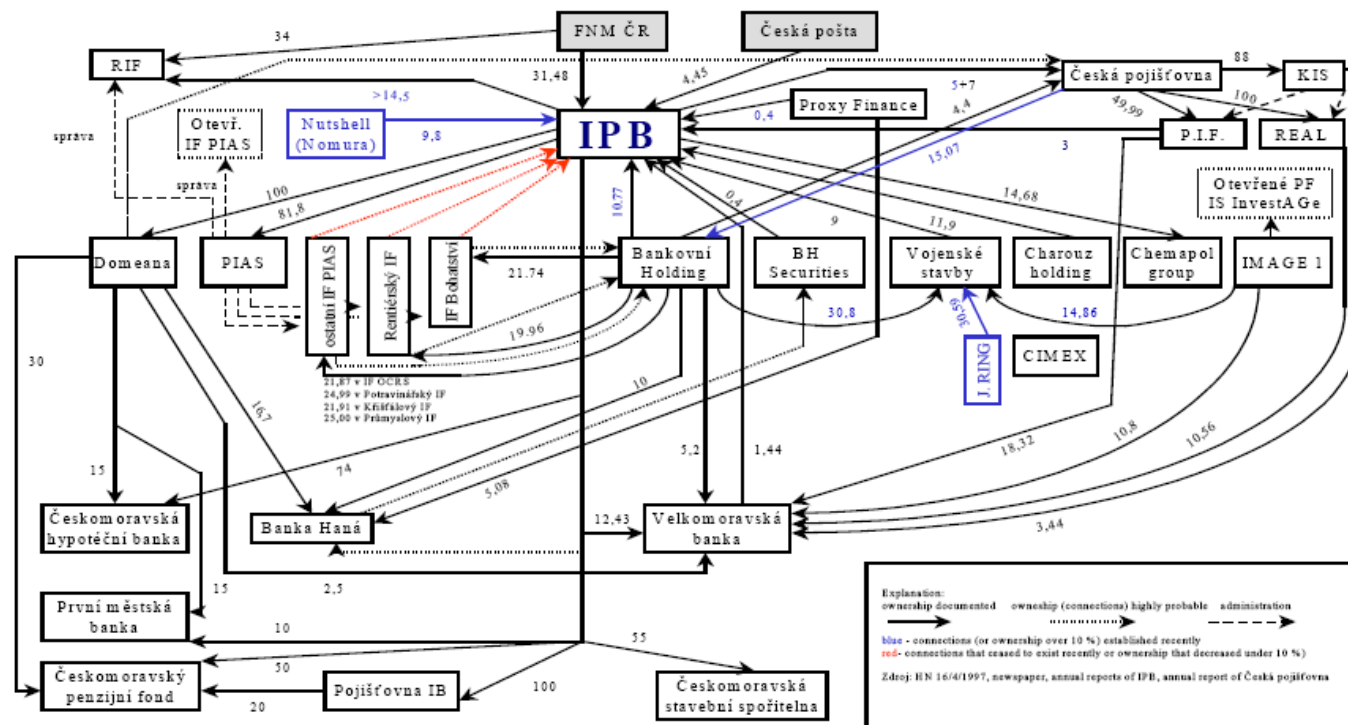 FNM ČR
Česká pošta
34
RIF
31,48
4,45
Česká pojišťovna
88
KIS
>14,5
5+7
Proxy Finance
4,4
49,99
100
správa
Otevř.
IF PIAS
Nutshell
(Nomura)
9,8
IPB
0,4
15,07
3
P.I.F.
REAL
správa
100
81,8
10,77
0,4
9
11,9
14,68
Otevřené PF
IS InvestAGe
Domeana
PIAS
ostatní IF PIAS
Rentiérský IF
IF Bohatství
21.74
Bankovní
Holding
BH
Securities
Vojenské
stavby
Charouz
holding
Chemapol
group
IMAGE 1
19.96
30,8
30,59
14,86
30
J. RING
CIMEX
21,87 v IF OCRS
24,99 v Potravinářský IF
21,91 v Křišťálový IF
25,00 v Průmyslový IF
10
16,7
15
74
5,08
5,2
1,44
18,32
10,8
10,56
3,44
Českomoravská
hypotéční banka
Banka Haná
12,43
Velkomoravská
banka
2,5
15
První městská
banka
10
50
55
Českomoravský
penzijní fond
20
Pojišťovna IB
100
Českomoravská
stavební spořitelna
Explanation:
ownership documented owneship (connections) highly probable administration
blue - connections (or ownership over 10 %) established recently
red- connections that ceased to exist recently or ownership that decreased under 10 %)
Zdroj: HN 16/4/1997, newspaper, annual reports of IPB, annual report of Česká pojišťovna